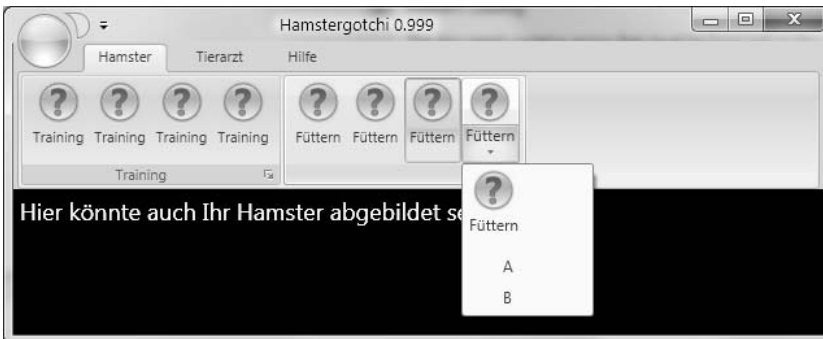 Hamstergotchi 0.999
Hamster Tierarzt Hilfe
Training Training Training Training Füttern Füttern Füttern Füttern
Training
Hier könnte auch Ihr Hamster abgebildet
Füttern
A
B